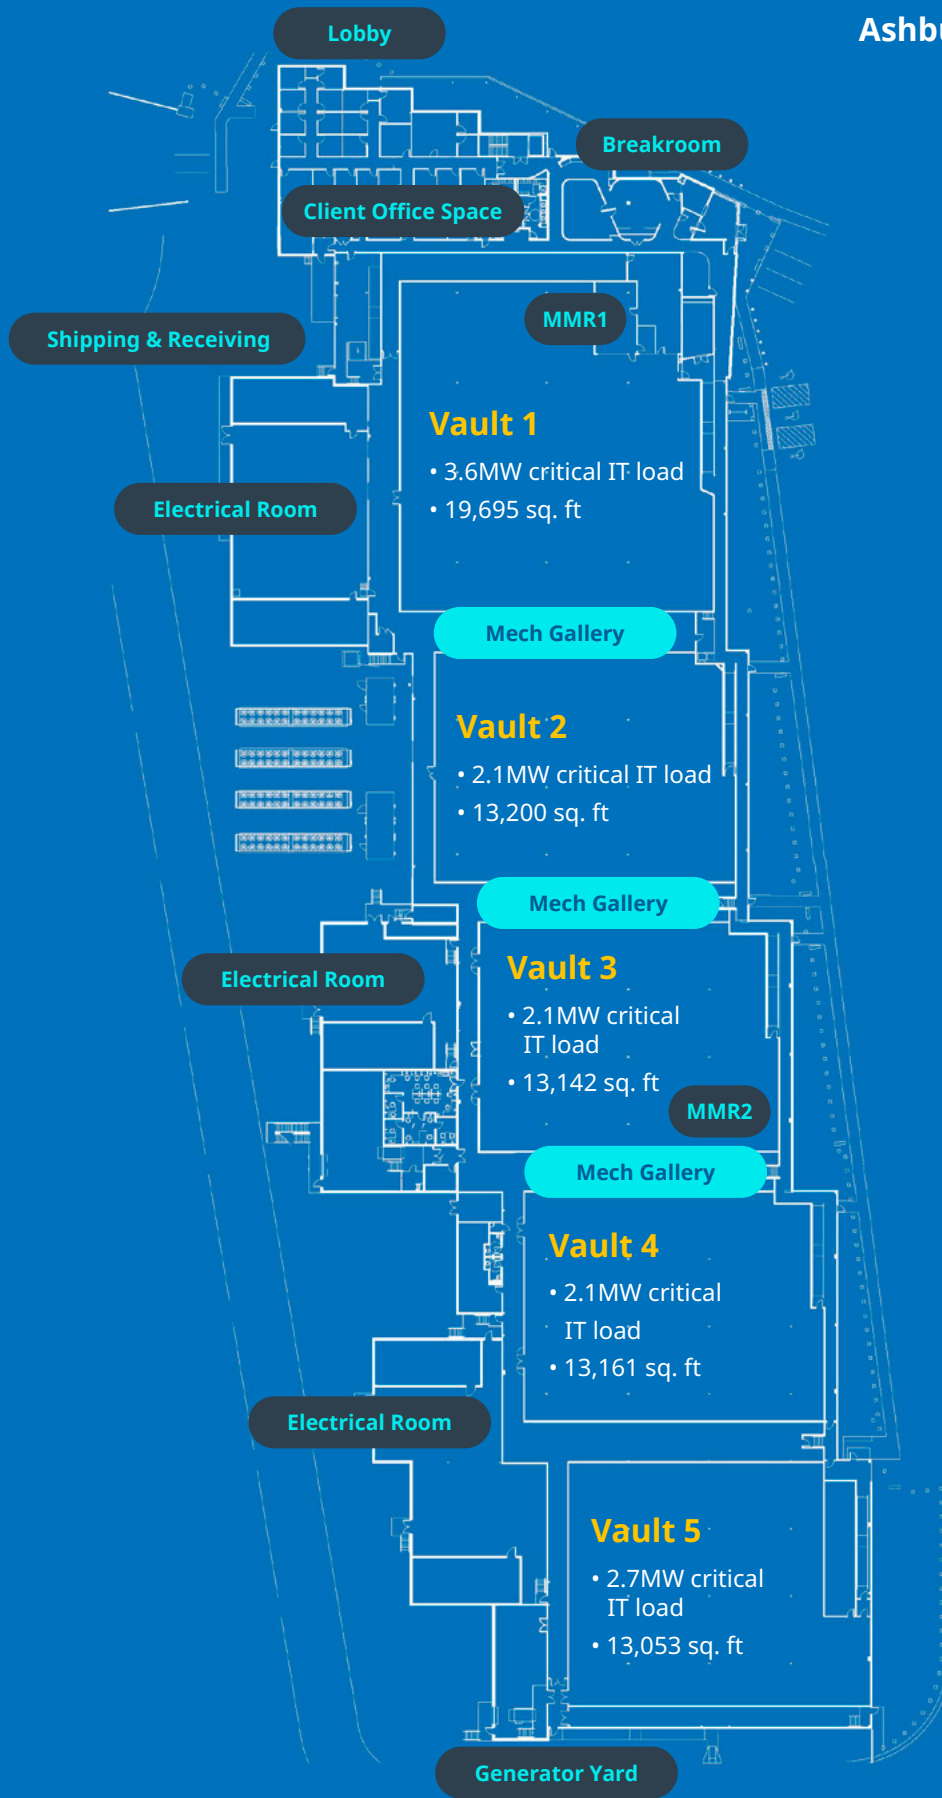 Lobby
Breakroom
Client Office Space
MMR1
Shipping & Receiving
Vault 1
• 3.6MW critical IT load
• 19,695 sq. ft
Electrical Room
Mech Gallery
Vault 2
• 2.1MW critical IT load
• 13,200 sq. ft
Mech Gallery
Electrical Room
Vault 3
• 2.1MW critical
IT load
• 13,142 sq. ft
MMR2
Mech Gallery
Vault 4
• 2.1MW critical
IT load
• 13,161 sq. ft
Electrical Room
Vault 5
• 2.7MW critical
IT load
• 13,053 sq. ft
Generator Yard